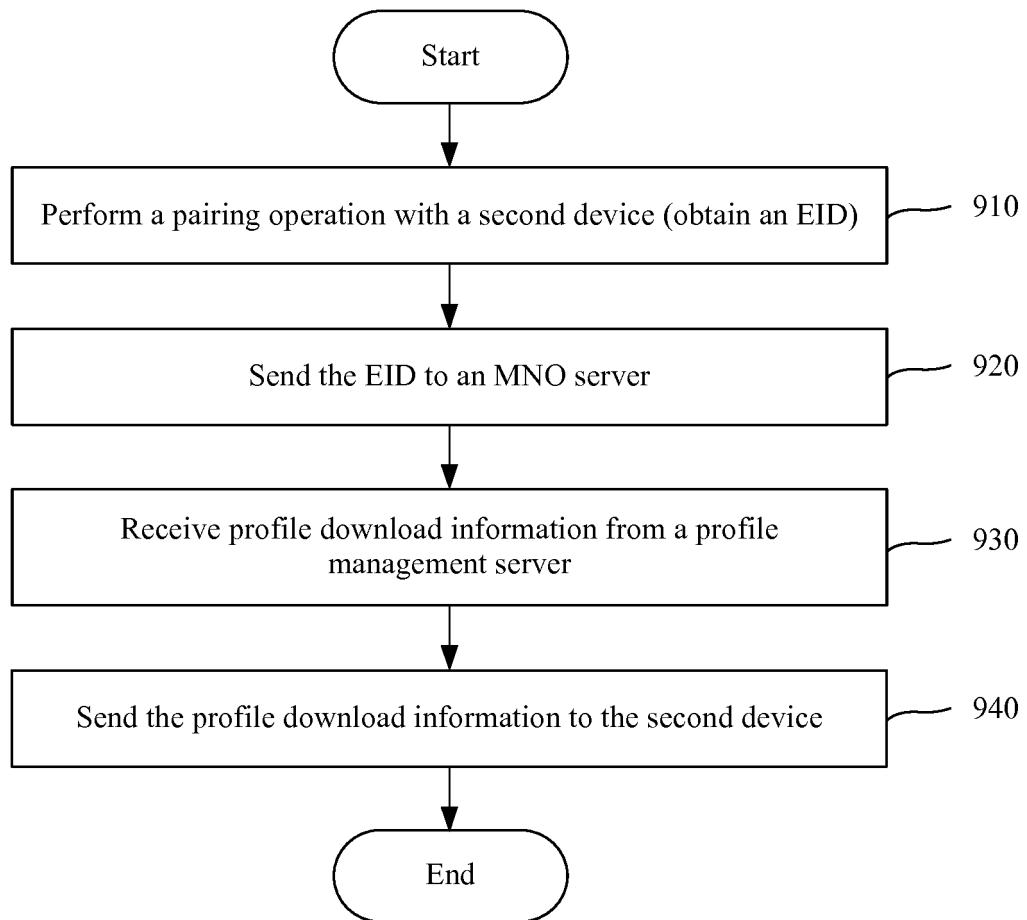 Start
Perform a pairing operation with a second device (obtain an EID)
910
Send the EID to an MNO server
920
Receive profile download information from a profile
management server
930
Send the profile download information to the second device
940
End